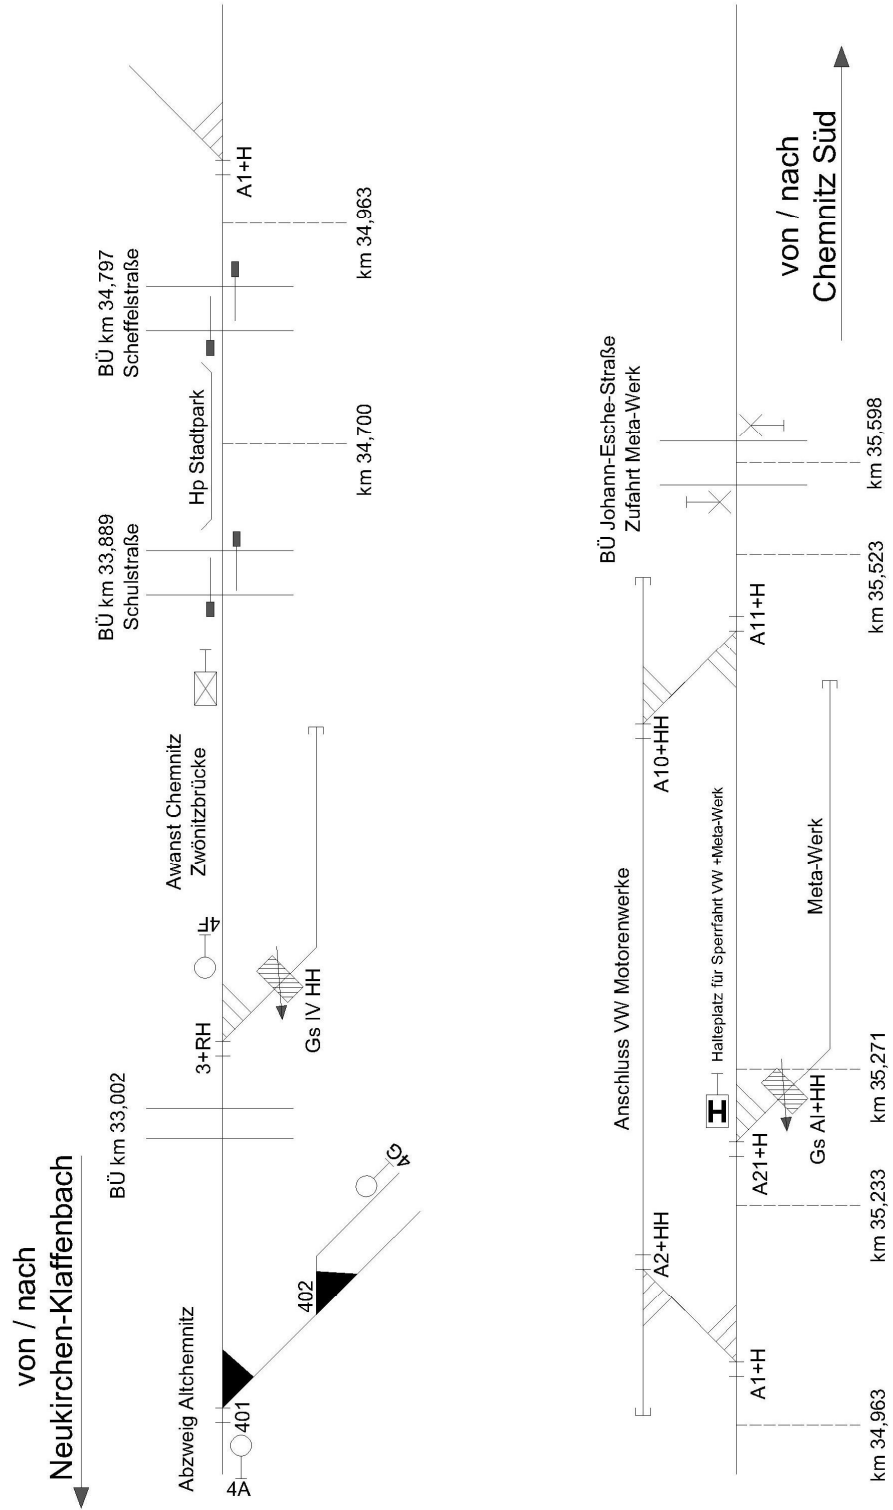 von / nach
Neukirchen-Klaffenbach
Abzweig Altchemnitz
4A
401
402
4G
BÜ km 33,002
3+RH
Gs IV HH
4F
Awanst Chemnitz
Zwönitzbrücke
BÜ km 33,889
Schulstraße
Hp Stadtpark
km 34,700
BÜ km 34,797
Scheffelstraße
km 34,963
A1+H
km 34,963
A1+H
A2+HH
km 35,233
A21+H
Gs AI+HH
km 35,271
H
Halteplatz für Sperrfahrt VW +Meta-Werk
Anschluss VW Motorenwerke
Meta-Werk
A10+HH
A11+H
km 35,523
BÜ Johann-Esche-Straße
Zufahrt Meta-Werk
km 35,598
von / nach
Chemnitz Süd